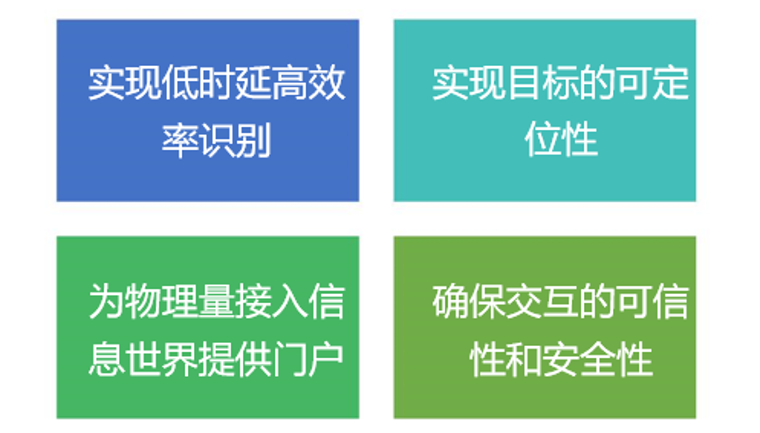 实现低时延高效
率识别
实现目标的可定
位性
为物理量接入信
息世界提供门户
确保交互的可信
性和安全性